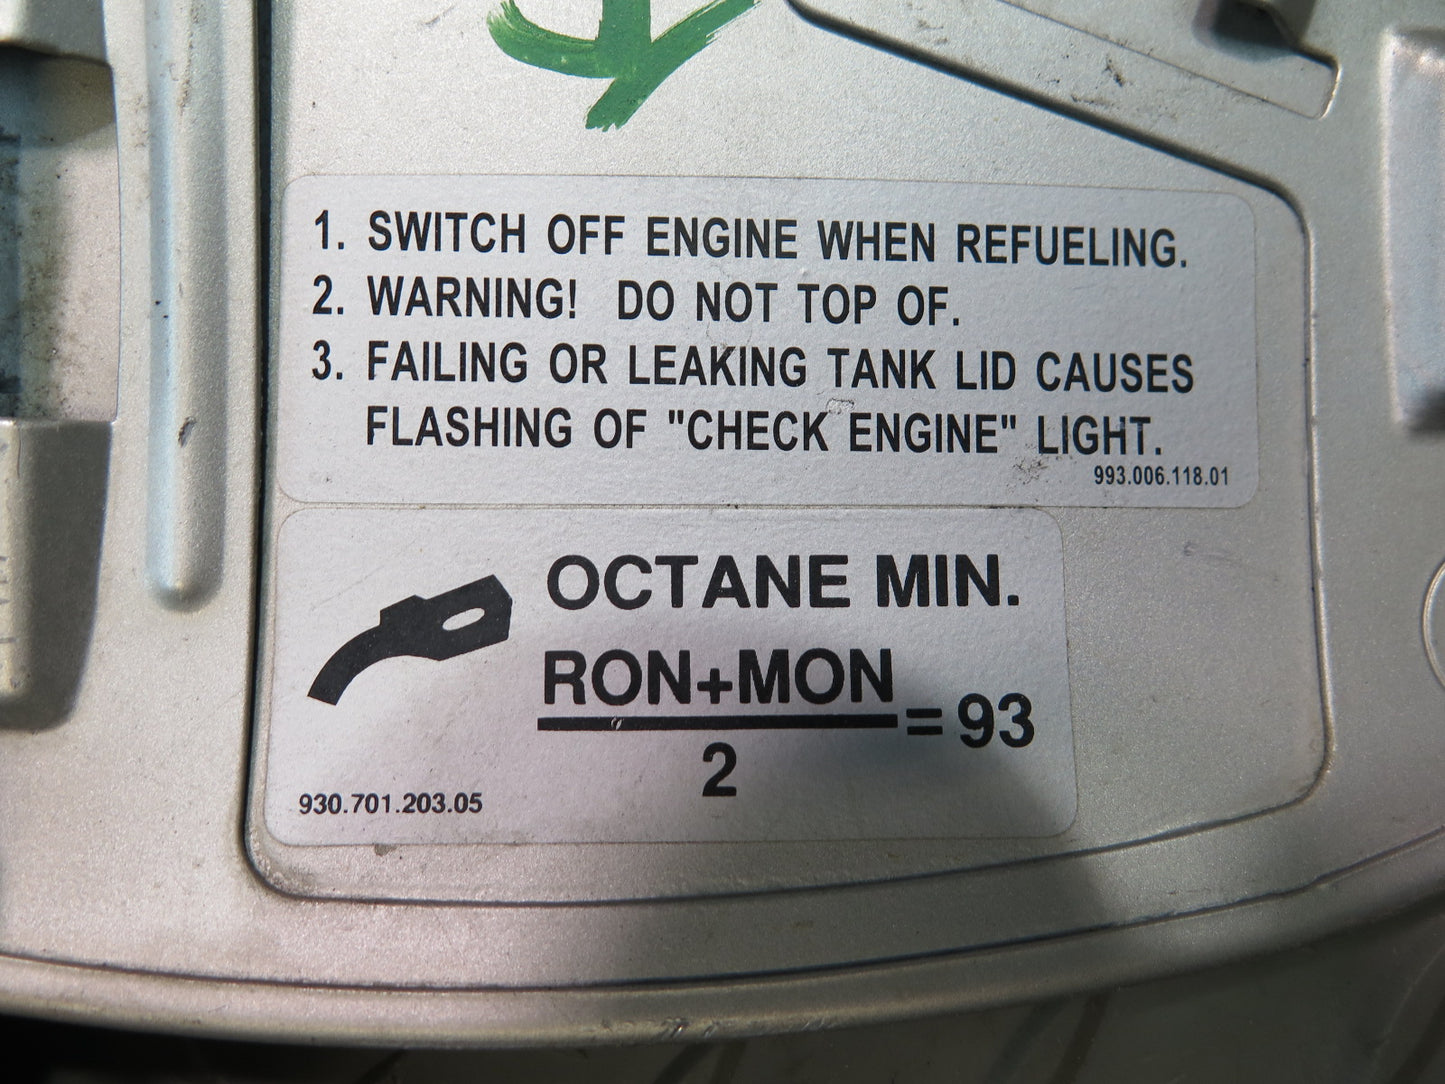 1. SWITCH OFF ENGINE WHEN REFUELING.
2. WARNING! DO NOT TOP OF.
3. FAILING OR LEAKING TANK LID CAUSES
FLASHING OF "CHECK ENGINE" LIGHT.
993.006.118.01
OCTANE MIN.
RON+MON
2
=93
930.701.203.05